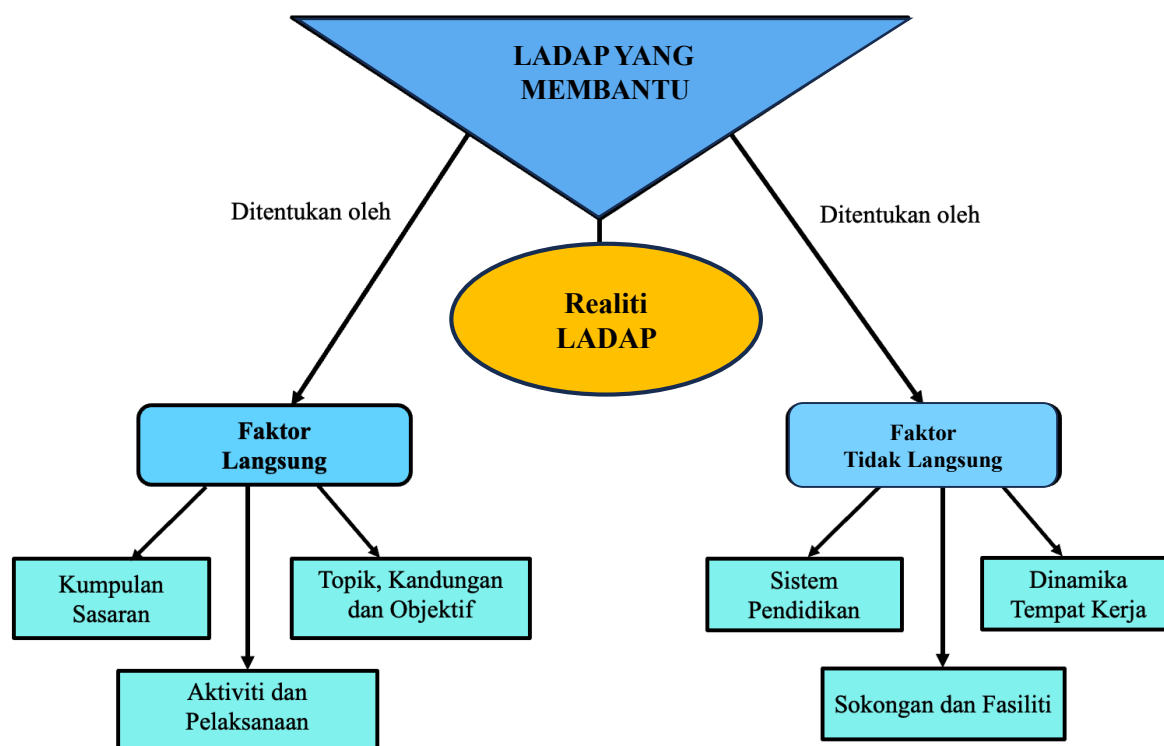 LADAP YANG
MEMBANTU
Ditentukan oleh
Ditentukan oleh
Realiti
LADAP
Faktor
Langsung
Faktor
Tidak Langsung
Kumpulan
Sasaran
Topik, Kandungan
dan Objektif
Sistem
Pendidikan
Dinamika
Tempat Kerja
Aktiviti dan
Pelaksanaan
Sokongan dan Fasiliti